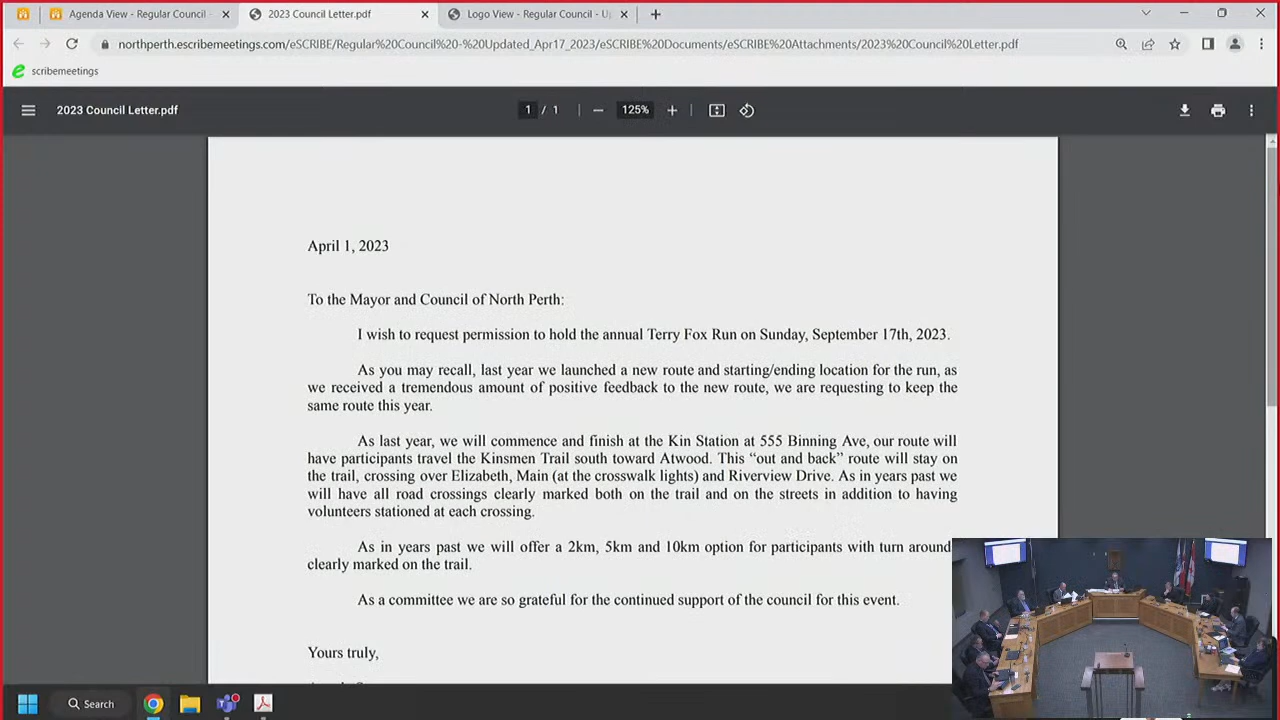 Agenda View - Regular Council -
2023 Council Letter.pdf
Logo View - Regular Council - U
northperth.escribemeetings.com/eSCRIBE/Regular%20Council%20-%20Updated_Apr17_2023/eSCRIBE%20Documents/eSCRIBE%20Attachments/2023%20Council%20Letter.pdf
scribemeetings
2023 Council Letter.pdf
1 / 1
125%
April 1, 2023
To the Mayor and Council of North Perth:
I wish to request permission to hold the annual Terry Fox Run on Sunday, September 17th, 2023.
As you may recall, last year we launched a new route and starting/ending location for the run, as
we received a tremendous amount of positive feedback to the new route, we are requesting to keep the
same route this year.
As last year, we will commence and finish at the Kin Station at 555 Binning Ave, our route will
have participants travel the Kinsmen Trail south toward Atwood. This “out and back” route will stay on
the trail, crossing over Elizabeth, Main (at the crosswalk lights) and Riverview Drive. As in years past we
will have all road crossings clearly marked both on the trail and on the streets in addition to having
volunteers stationed at each crossing.
As in years past we will offer a 2km, 5km and 10km option for participants with turn around
clearly marked on the trail.
As a committee we are so grateful for the continued support of the council for this event.
Yours truly,
Search